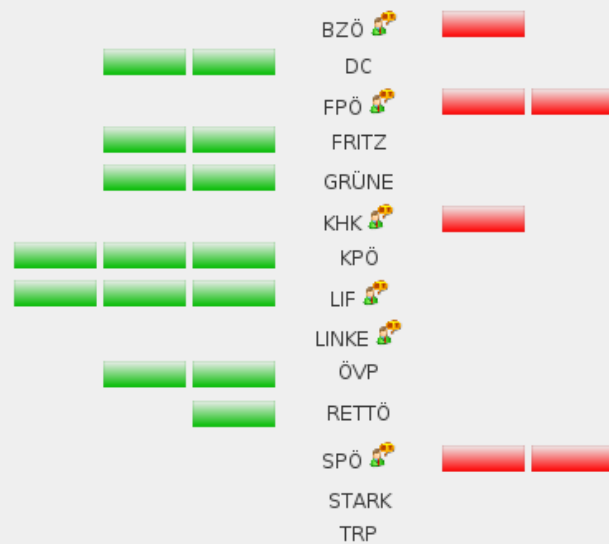 BZÖ
DC
FPÖ
FRITZ
GRÜNE
KHK
KPÖ
LIF
LINKE
ÖVP
RETTÖ
SPÖ
STARK
TRP